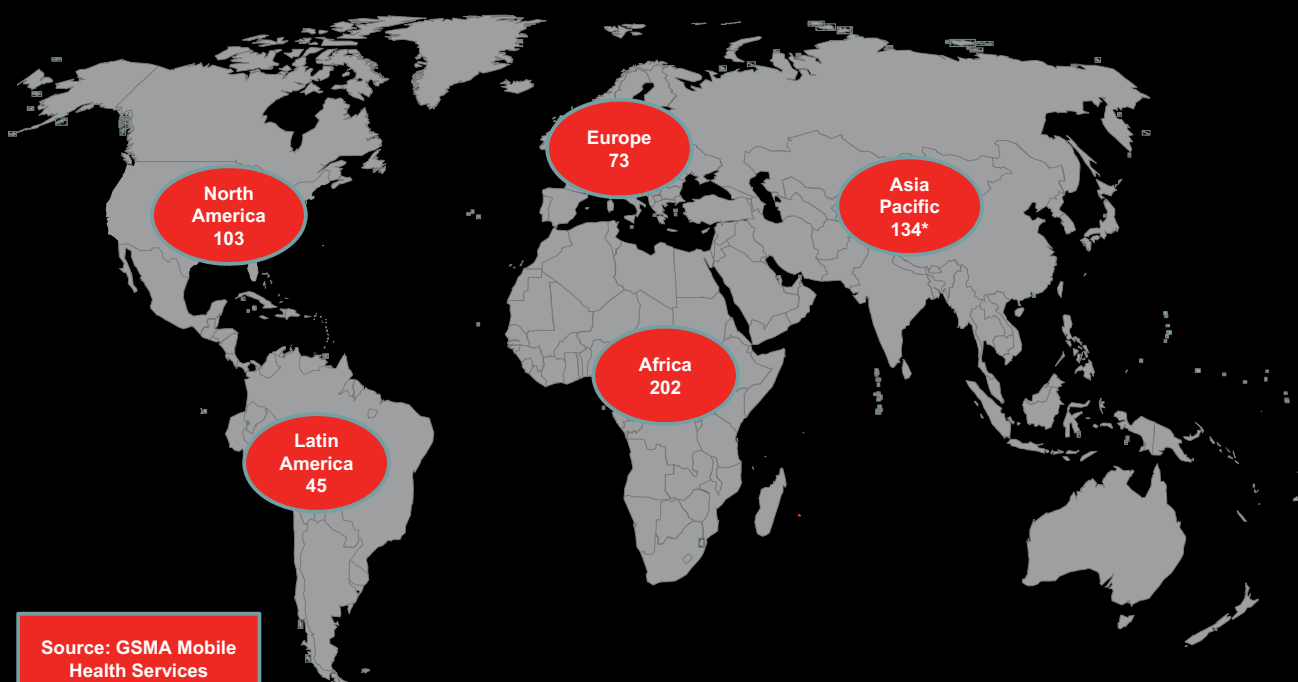 Europe
73
North
America
103
Asia
Pacific
134*
Africa
202
Latin
America
45
Source: GSMA Mobile
Health Services